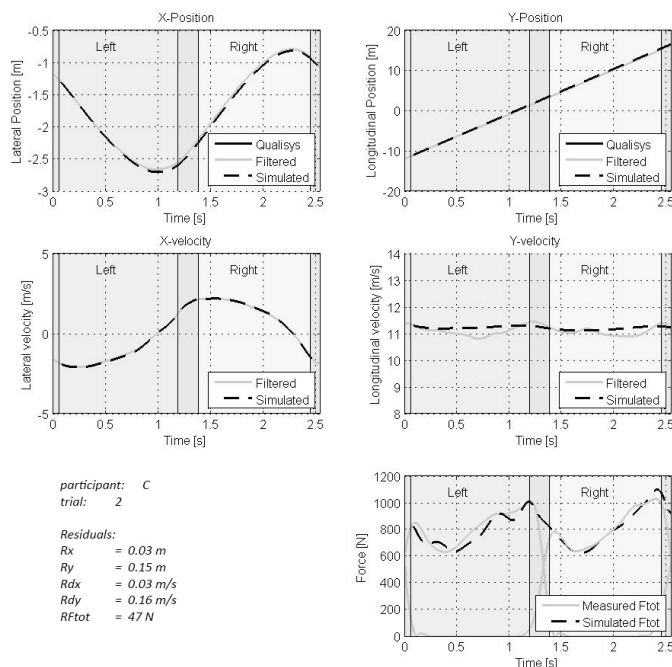 X-Position
-0.5
-1
-1.5
-2
-2.5
-3
Lateral Position [m]
Left
Right
Qualisys
Filtered
Simulated
0 0.5 1 1.5 2 2.5
Time [s]
Y-Position
20
10
0
-10
-20
Longitudinal Position [m]
Left
Right
Qualisys
Filtered
Simulated
0 0.5 1 1.5 2 2.5
Time [s]
X-velocity
5
0
-5
Lateral velocity [m/s]
Left
Right
Filtered
Simulated
0 0.5 1 1.5 2 2.5
Time [s]
Y-velocity
14
13
12
11
10
9
8
Longitudinal velocity [m/s]
Left
Right
Filtered
Simulated
0 0.5 1 1.5 2 2.5
Time [s]
participant: C
trial: 2
Residuals:
Rx = 0.03 m
Ry = 0.15 m
Rdx = 0.03 m/s
Rdy = 0.16 m/s
RFtot = 47 N
1200
1000
800
600
400
200
0
Force [N]
Left
Right
Measured Ftot
Simulated Ftot
0 0.5 1 1.5 2 2.5
Time [s]